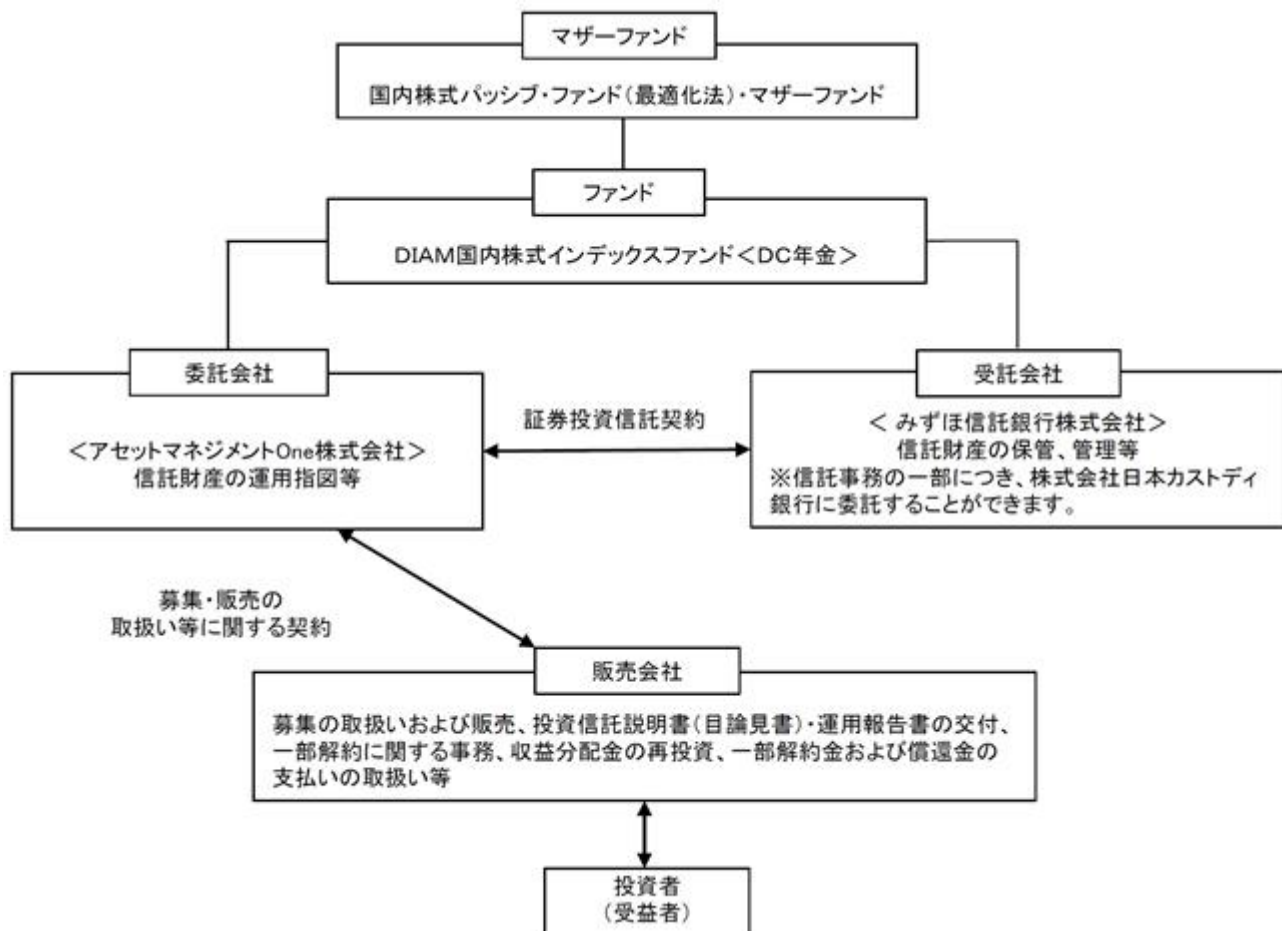 マザーファンド
国内株式パッシブ・ファンド(最適化法)・マザーファンド
ファンド
DIAM国内株式インデックスファンド<DC年金>
委託会社
<アセットマネジメントOne株式会社>
信託財産の運用指図等
証券投資信託契約
受託会社
< みずほ信託銀行株式会社>
信託財産の保管、管理等
※信託事務の一部につき、株式会社日本カストディ
銀行に委託することができます。
募集・販売の
取扱い等に関する契約
販売会社
募集の取扱いおよび販売、投資信託説明書(目論見書)・運用報告書の交付、
一部解約に関する事務、収益分配金の再投資、一部解約金および償還金の
支払いの取扱い等
投資者
(受益者)